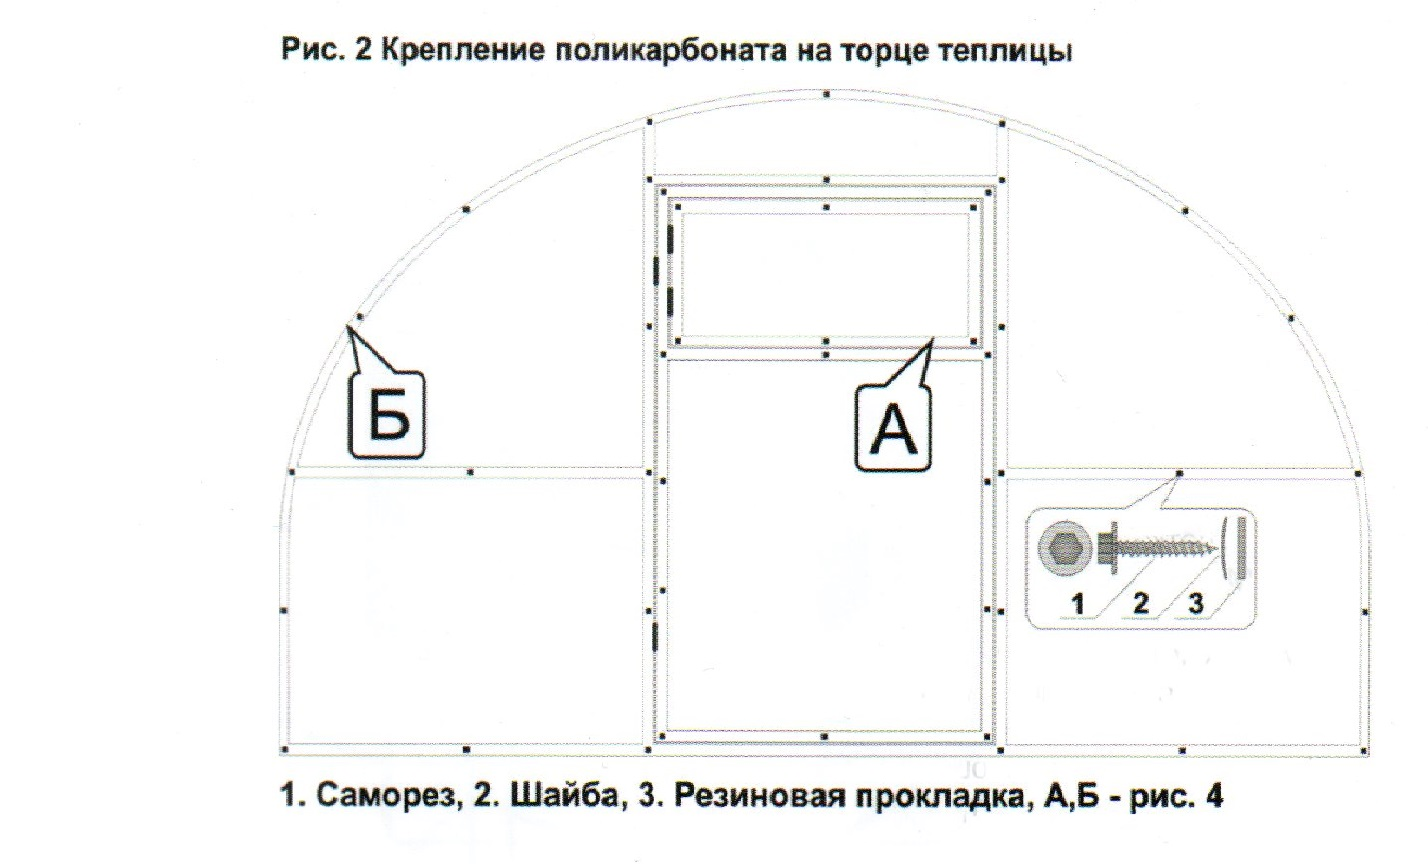 Рис. 2 Крепление поликарбоната на торце теплицы
Б
А
1 2 3
1. Саморез, 2. Шайба, 3. Резиновая прокладка, А,Б - рис. 4